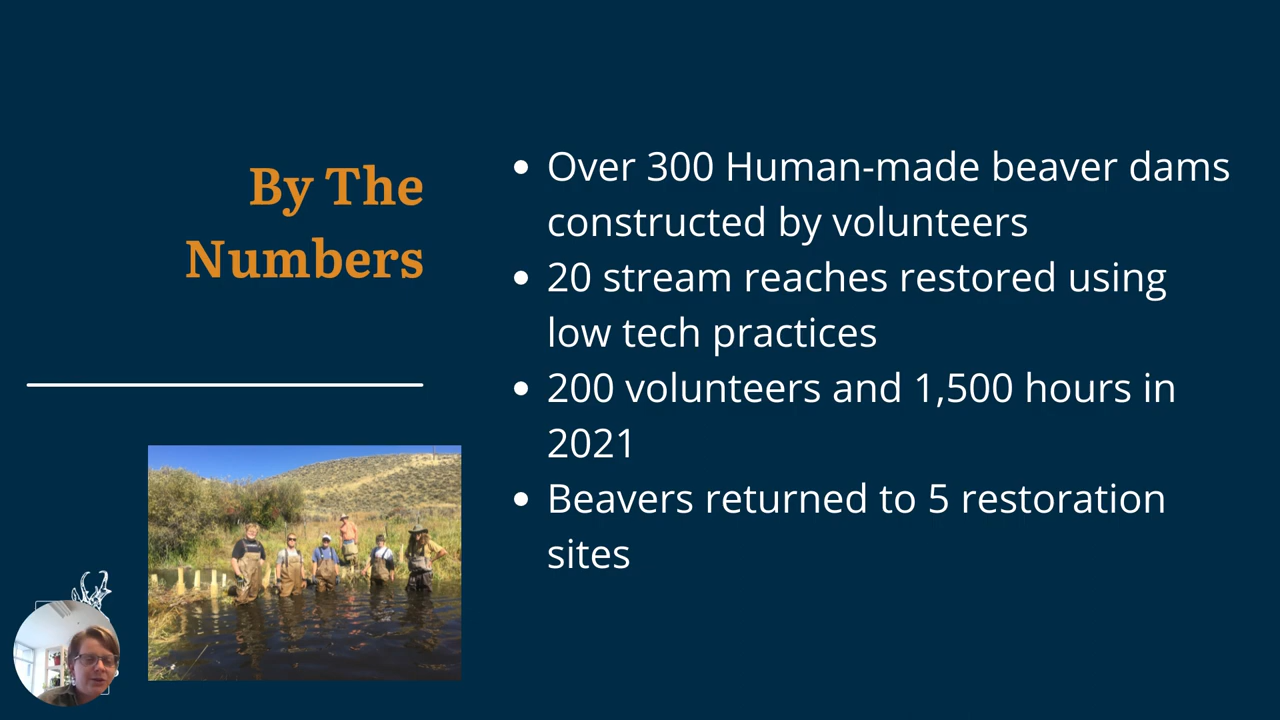 By The
Numbers
• Over 300 Human-made beaver dams
constructed by volunteers
• 20 stream reaches restored using
low tech practices
• 200 volunteers and 1,500 hours in
2021
• Beavers returned to 5 restoration
sites